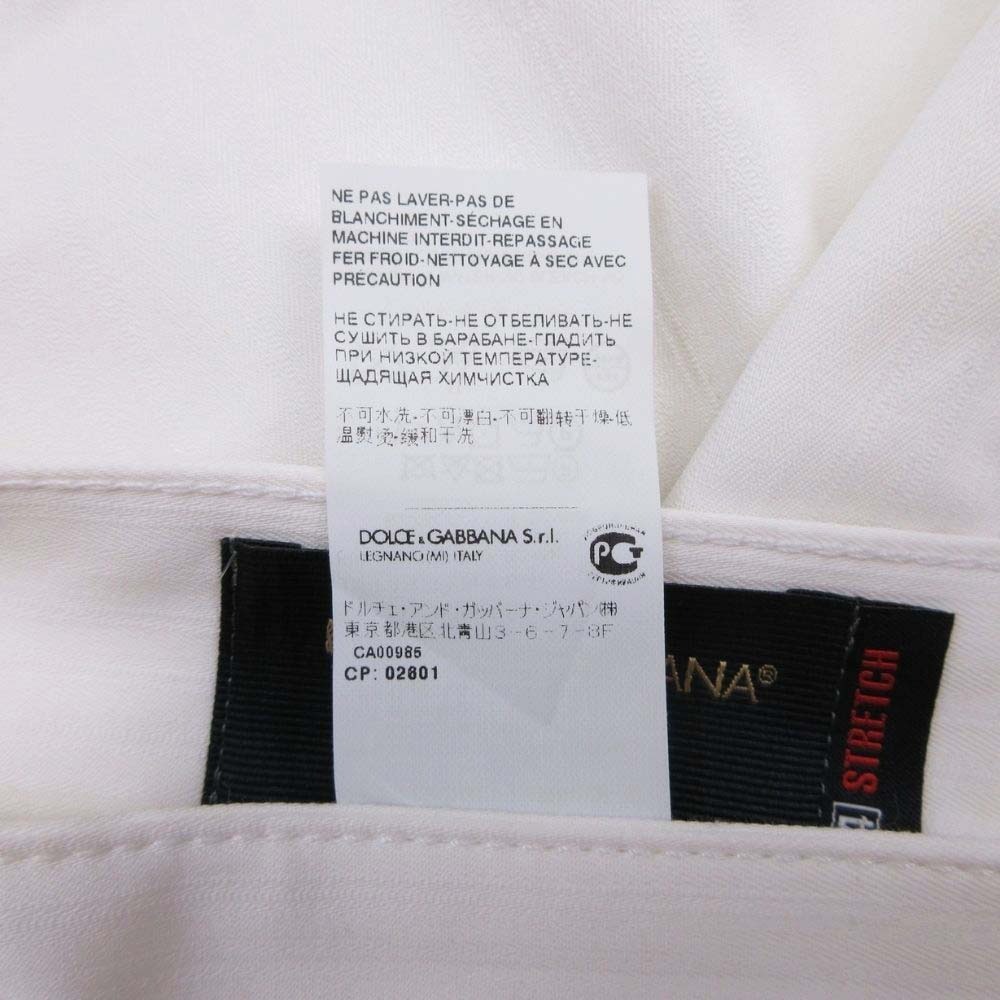 NE PAS LAVER-PAS DE
BLANCHIMENT-SÉCHAGE EN
MACHINE INTERDIT-REPASSAGE
FER FROID-NETTOYAGE À SEC AVEC
PRÉCAUTION
НЕ СТИРАТЬ-НЕ ОТБЕЛИВАТЬ-НЕ
СУШИТЬ В БАРАБАНЕ-ГЛАДИТЬ
ПРИ НИЗКОЙ ТЕМПЕРАТУРЕ-
ЩАДЯЩАЯ ХИМЧИСТКА
不可水洗-不可漂白-不可翻转干燥-低
温熨烫-缓和干洗
DOLCE & GABBANA S.r.l.
LEGNANO (MI) ITALY
PCT
ドルチェ・アンド・ガッバーナ・ジャパン㈱
東京都港区北青山3-6-7-8F
CA00985
CP: 02601
ANA®
STRETCH